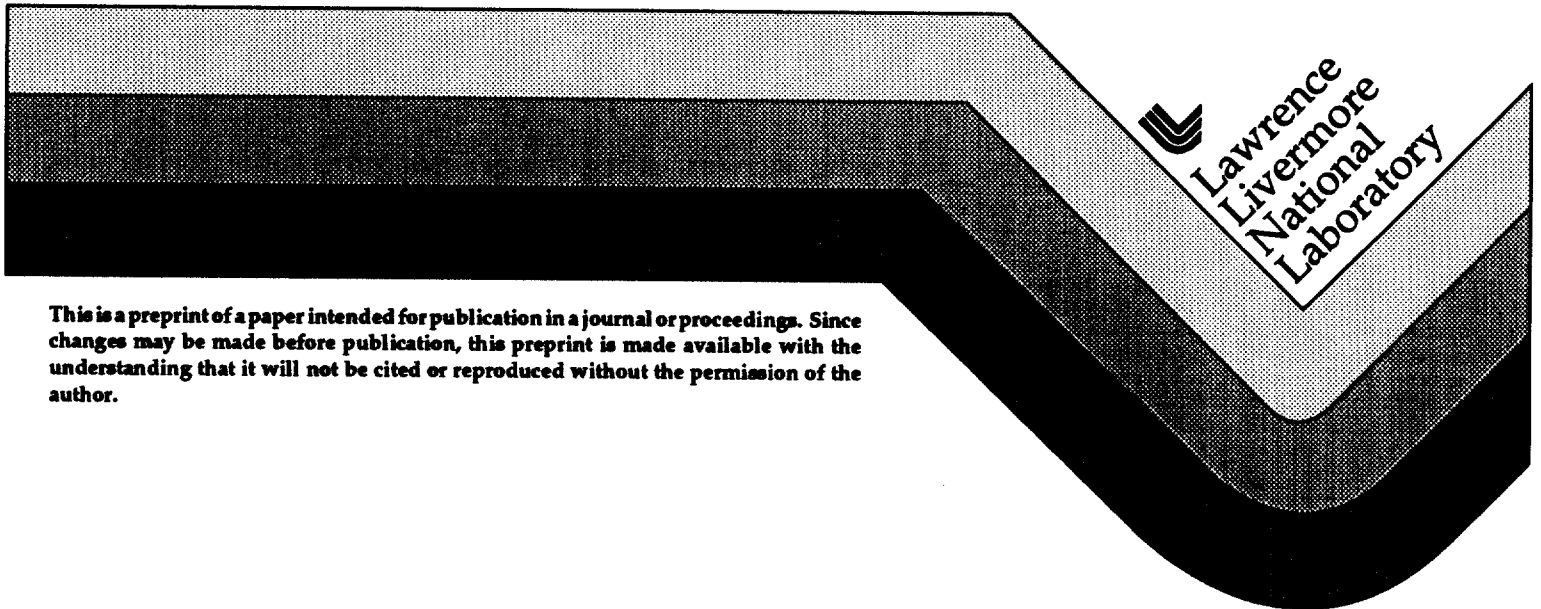 Lawrence
Livermore
National
Laboratory
This is a preprint of a paper intended for publication in a journal or proceedings. Since
changes may be made before publication, this preprint is made available with the
understanding that it will not be cited or reproduced without the permission of the
author.